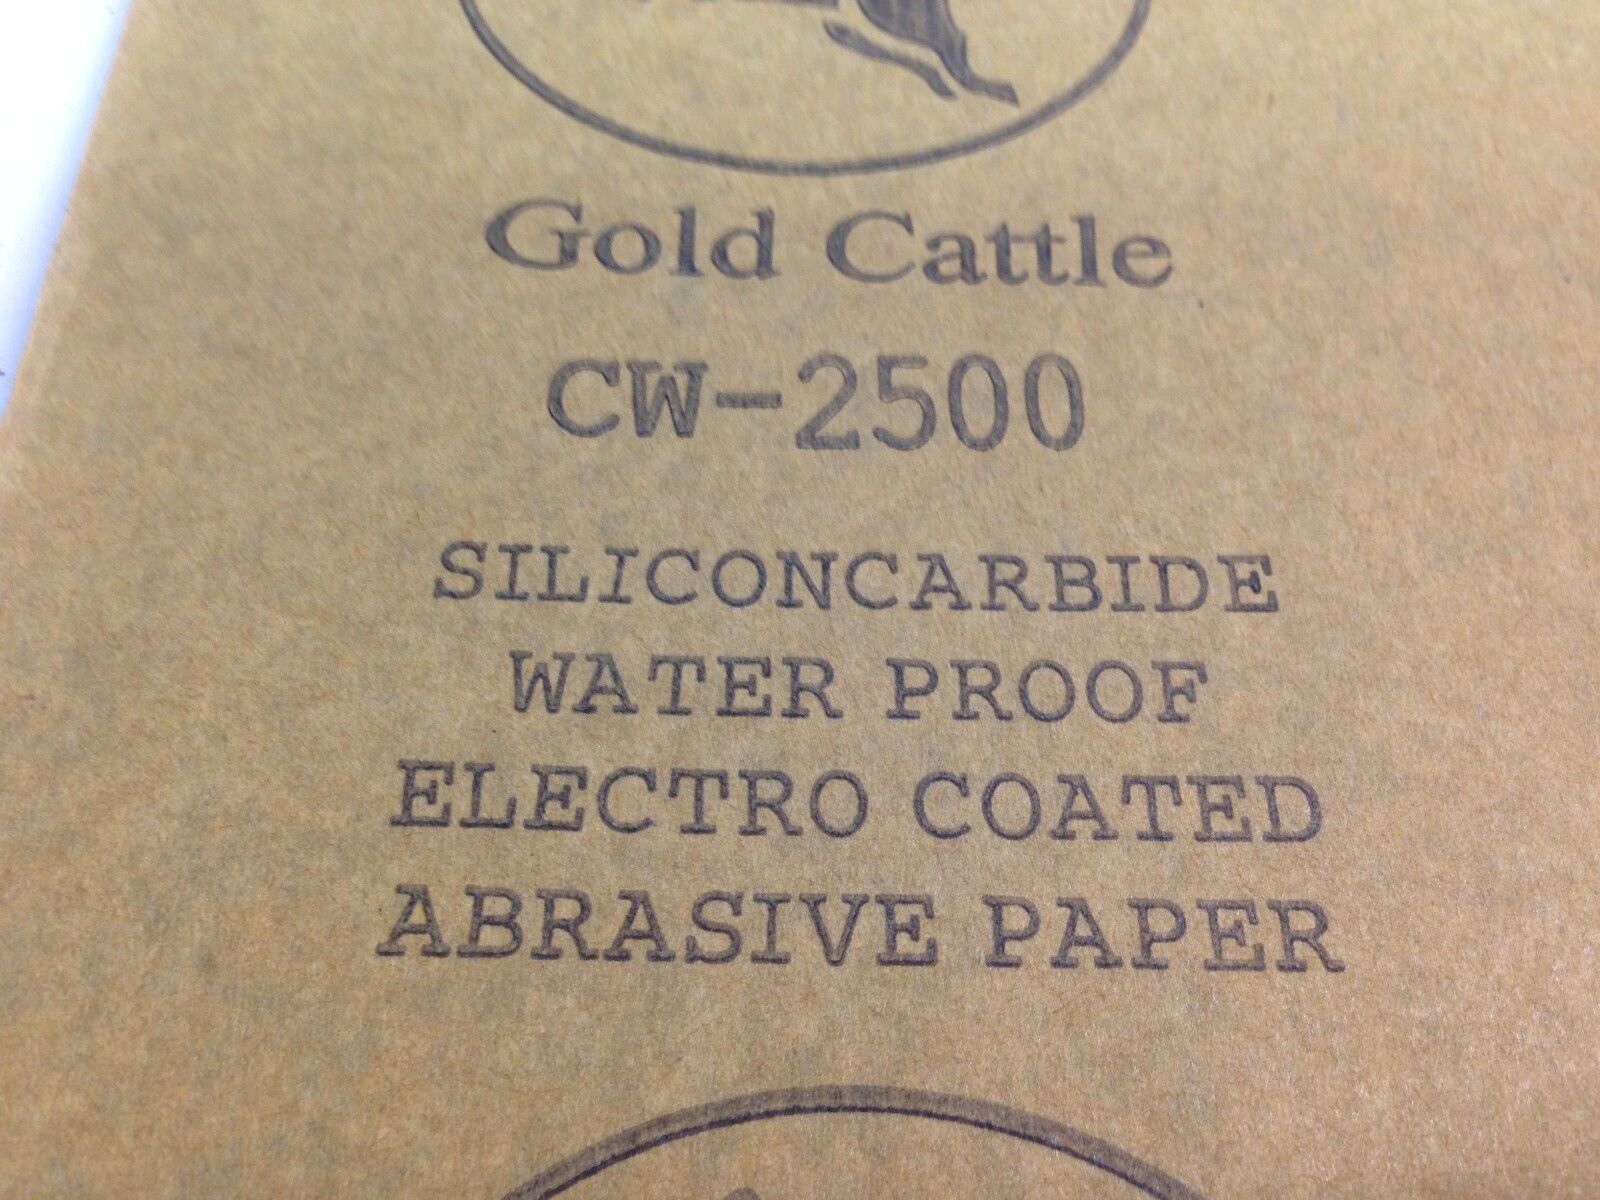 Gold Cattle
CW-2500
SILICONCARBIDE
WATER PROOF
ELECTRO COATED
ABRASIVE PAPER